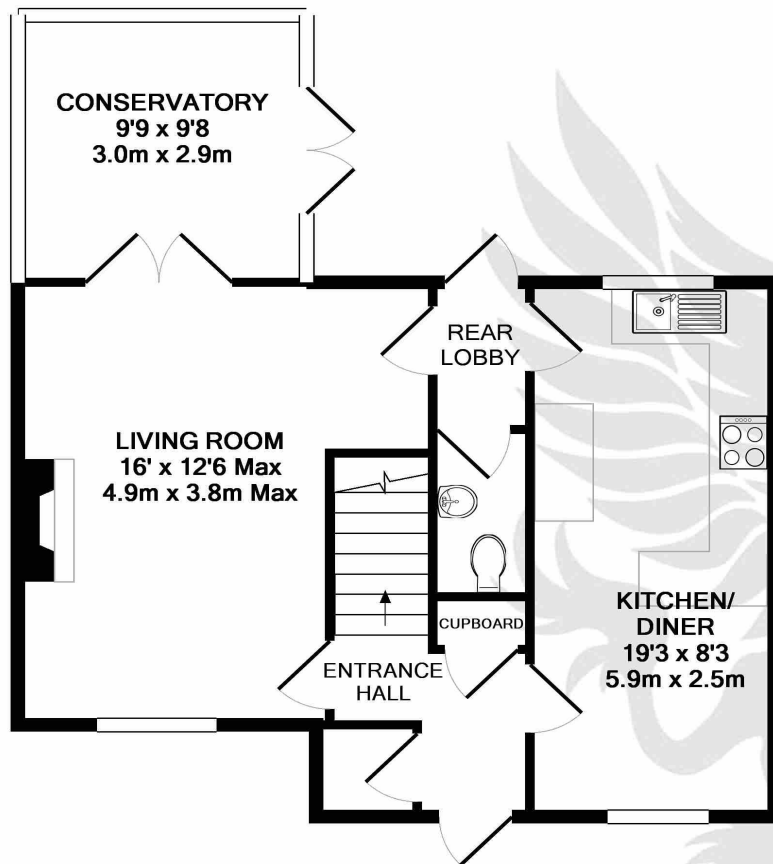 CONSERVATORY
9'9 x 9'8
3.0m x 2.9m
REAR
LOBBY
LIVING ROOM
16' x 12'6 Max
4.9m x 3.8m Max
KITCHEN/
DINER
19'3 x 8'3
5.9m x 2.5m
CUPBOARD
ENTRANCE
HALL